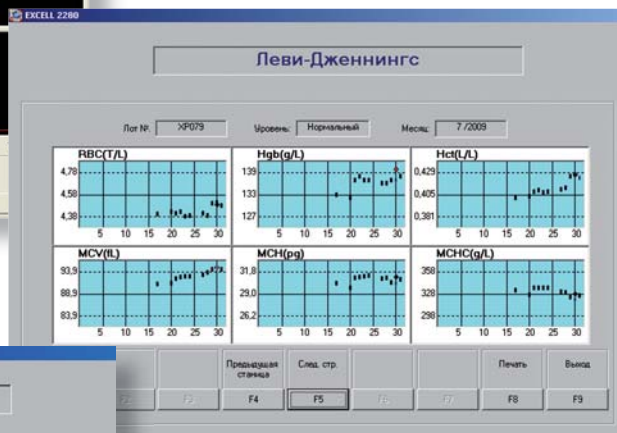 EXCELL 2280
Леви-Дженнингс
Лот №. XP079 Уровень: Нормальный Месяц: 7 /2009
RBC(T/L) Hgb(g/L) Hct(L/L)
4,78 139 0,429
4,58 133 0,405
4,38 127 0,381
5 10 15 20 25 30 5 10 15 20 25 30 5 10 15 20 25 30
MCV(fL) MCH(pg) MCHC(g/L)
93,9 31,8 358
88,9 29,0 328
83,9 26,2 298
5 10 15 20 25 30 5 10 15 20 25 30 5 10 15 20 25 30
Предыдущая станица След. стр. Печать Выход
F2 F3 F4 F5 F6 F7 F8 F9